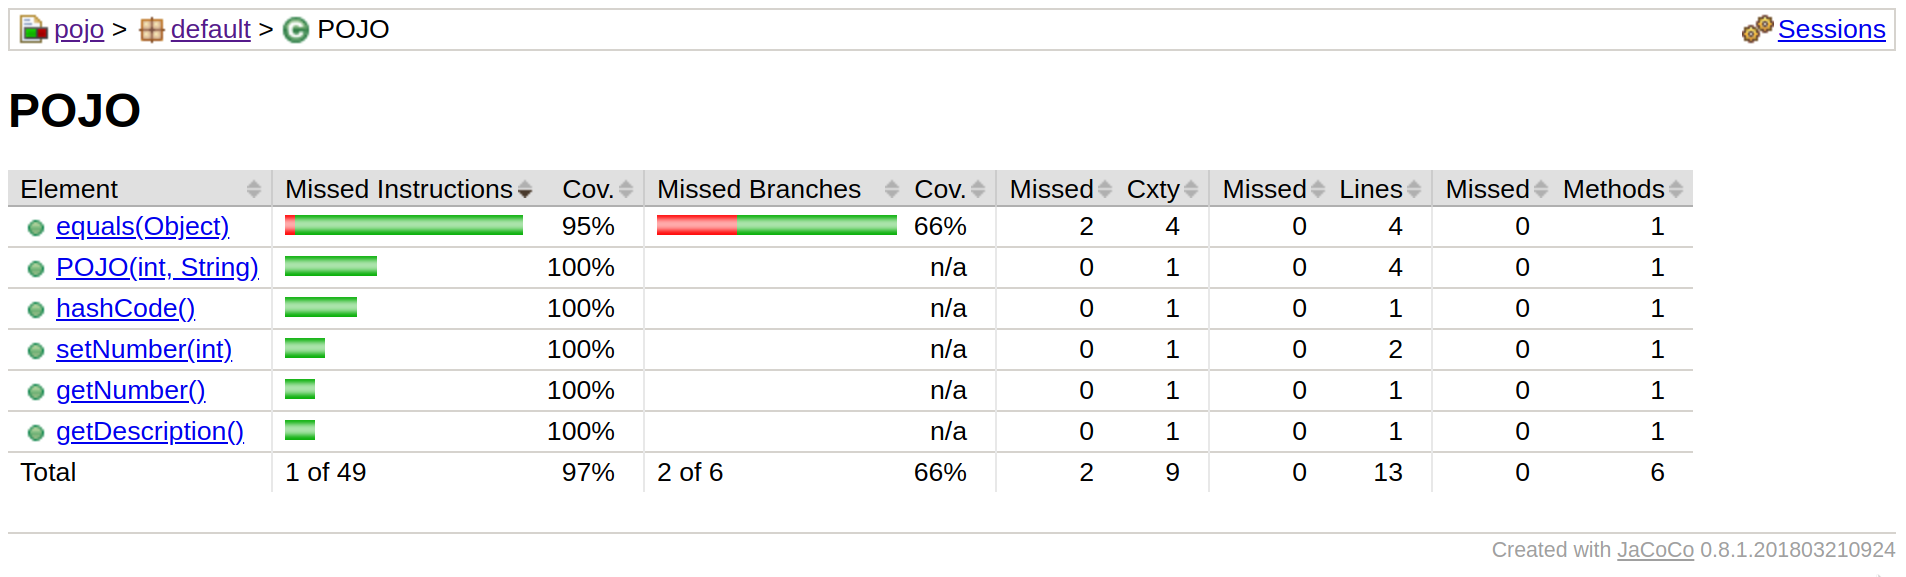 pojo > default > C POJO Sessions
POJO
Element Missed Instructions Cov. Missed Branches Cov. Missed Cxty Missed Lines Missed Methods
equals(Object) 95% 66% 2 4 0 4 0 1
POJO(int, String) 100% n/a 0 1 0 4 0 1
hashCode() 100% n/a 0 1 0 1 0 1
setNumber(int) 100% n/a 0 1 0 2 0 1
getNumber() 100% n/a 0 1 0 1 0 1
getDescription() 100% n/a 0 1 0 1 0 1
Total 1 of 49 97% 2 of 6 66% 2 9 0 13 0 6
Created with JaCoCo 0.8.1.201803210924